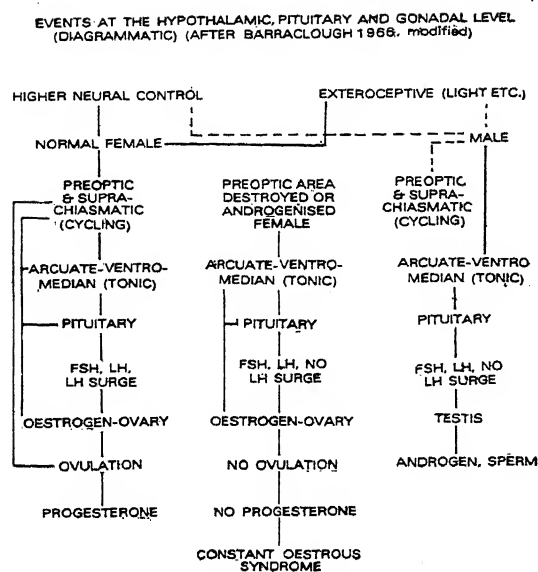 EVENTS AT THE HYPOTHALAMIC, PITUITARY AND GONADAL LEVEL
(DIAGRAMMATIC) (AFTER BARRACLOUGH 1966. modified)
HIGHER NEURAL CONTROL
EXTEROCEPTIVE (LIGHT ETC.)
NORMAL FEMALE
MALE
PREOPTIC
& SUPRA-
CHIASMATIC
(CYCLING)
ARCUATE-VENTRO-
MEDIAN (TONIC)
PITUITARY
FSH, LH,
LH SURGE
OESTROGEN-OVARY
OVULATION
PROGESTERONE
PREOPTIC AREA
DESTROYED OR
ANDROGENISED
FEMALE
ARCUATE-VENTRO-
MEDIAN (TONIC)
PITUITARY
FSH, LH, NO
LH SURGE
OESTROGEN-OVARY
NO OVULATION
NO PROGESTERONE
CONSTANT OESTROUS
SYNDROME
PREOPTIC
& SUPRA-
CHIASMATIC
(CYCLING)
ARCUATE-VENTRO-
MEDIAN (TONIC)
PITUITARY
FSH, LH, NO
LH SURGE
TESTIS
ANDROGEN, SPERM